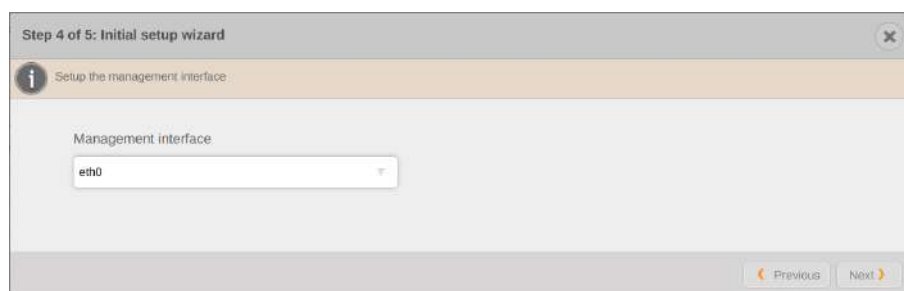 Step 4 of 5: Initial setup wizard
Setup the management interface
Management interface
eth0
Previous
Next